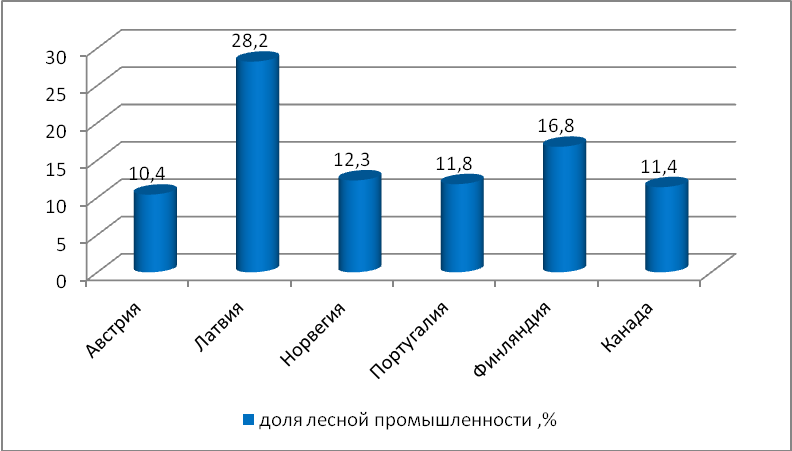 30
25
20
15
10
5
0
10,4
28,2
12,3
11,8
16,8
11,4
Австрия
Латвия
Норвегия
Португалия
Финляндия
Канада
доля лесной промышленности ,%